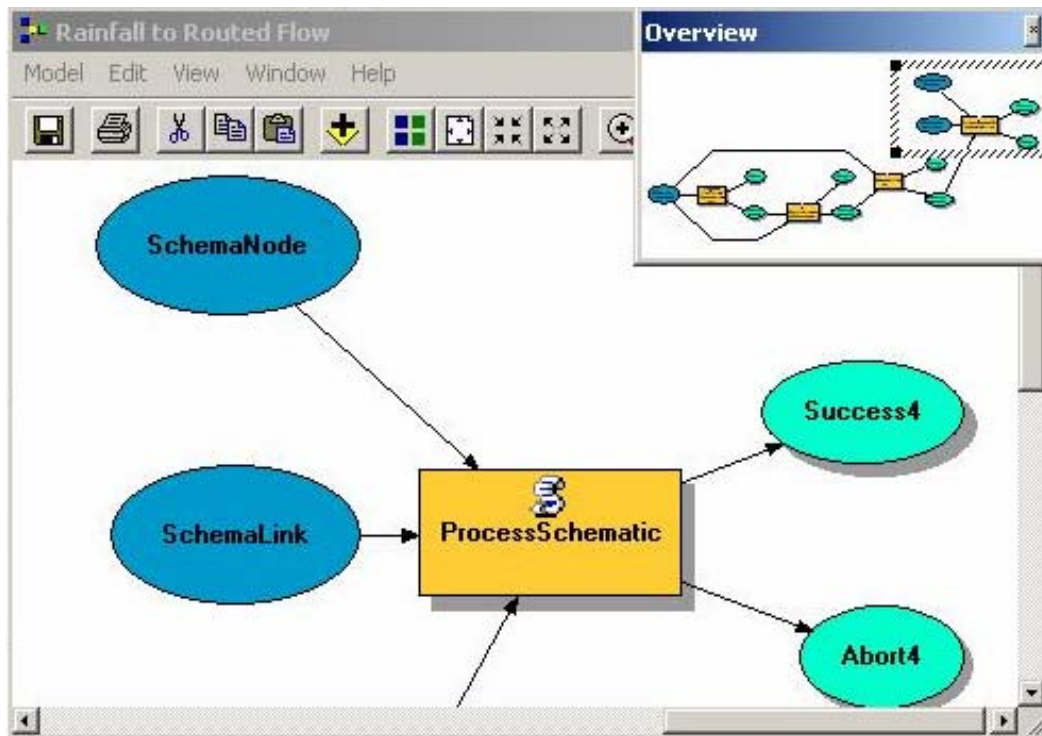 Rainfall to Routed Flow
Overview
Model Edit View Window Help
SchemaNode
Success4
SchemaLink
ProcessSchematic
Abort4